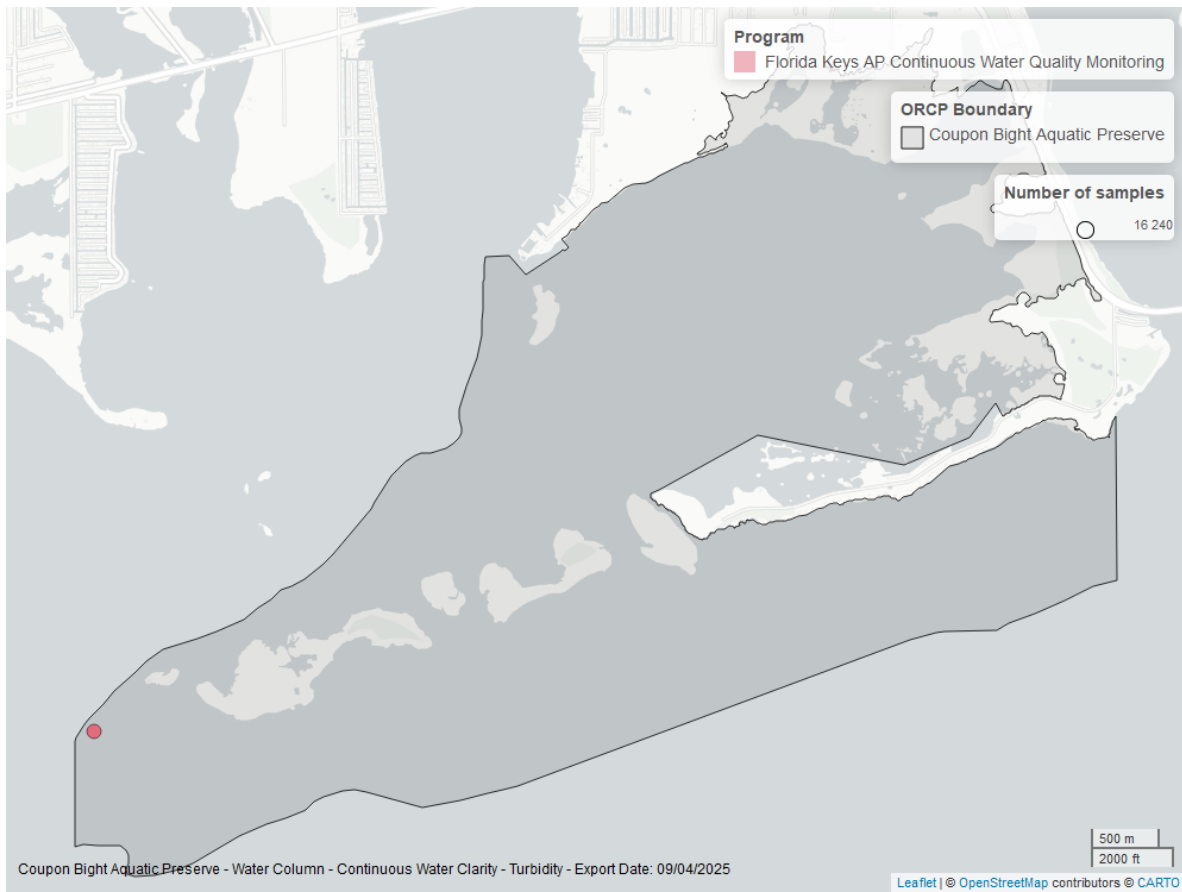 Program
Florida Keys AP Continuous Water Quality Monitoring
ORCP Boundary
Coupon Bight Aquatic Preserve
Number of samples
16 240
500 m
2000 ft
Coupon Bight Aquatic Preserve - Water Column - Continuous Water Clarity - Turbidity - Export Date: 09/04/2025
Leaflet | © OpenStreetMap contributors © CARTO